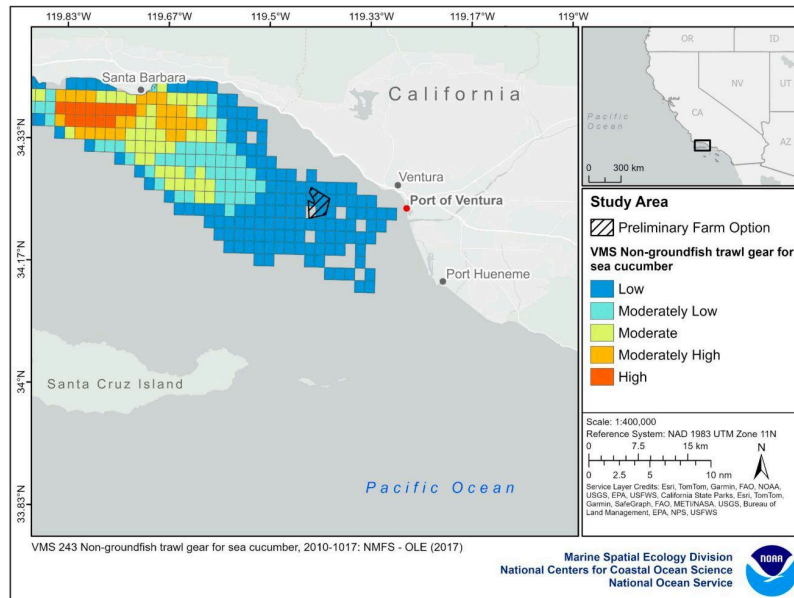 119.83°W 119.67°W 119.5°W 119.33°W 119.17°W 119°W
34.33°N
34.17°N
34°N
33.83°N
Santa Barbara
California
Ventura
Port of Ventura
Port Hueneme
Santa Cruz Island
Pacific Ocean
OR ID
NV UT
CA
AZ
Pacific
Ocean
0 300 km
Study Area
Preliminary Farm Option
VMS Non-groundfish trawl gear for
sea cucumber
Low
Moderately Low
Moderate
Moderately High
High
Scale: 1:400,000
Reference System: NAD 1983 UTM Zone 11N
0 7.5 15 km
N
0 2.5 5 10 nm
Service Layer Credits: Esri, TomTom, Garmin, FAO, NOAA,
USGS, EPA, USFWS, California State Parks, Esri, TomTom,
Garmin, SafeGraph, FAO, METI/NASA, USGS, Bureau of
Land Management, EPA, NPS, USFWS
VMS 243 Non-groundfish trawl gear for sea cucumber, 2010-1017: NMFS - OLE (2017)
Marine Spatial Ecology Division
National Centers for Coastal Ocean Science
National Ocean Service
NOAA